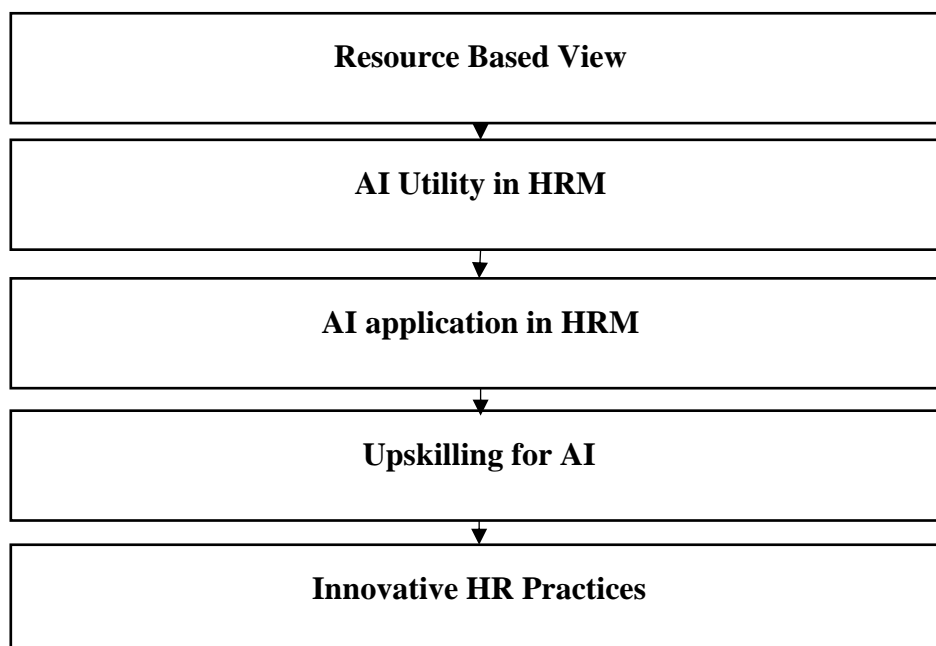 Resource Based View
AI Utility in HRM
AI application in HRM
Upskilling for AI
Innovative HR Practices